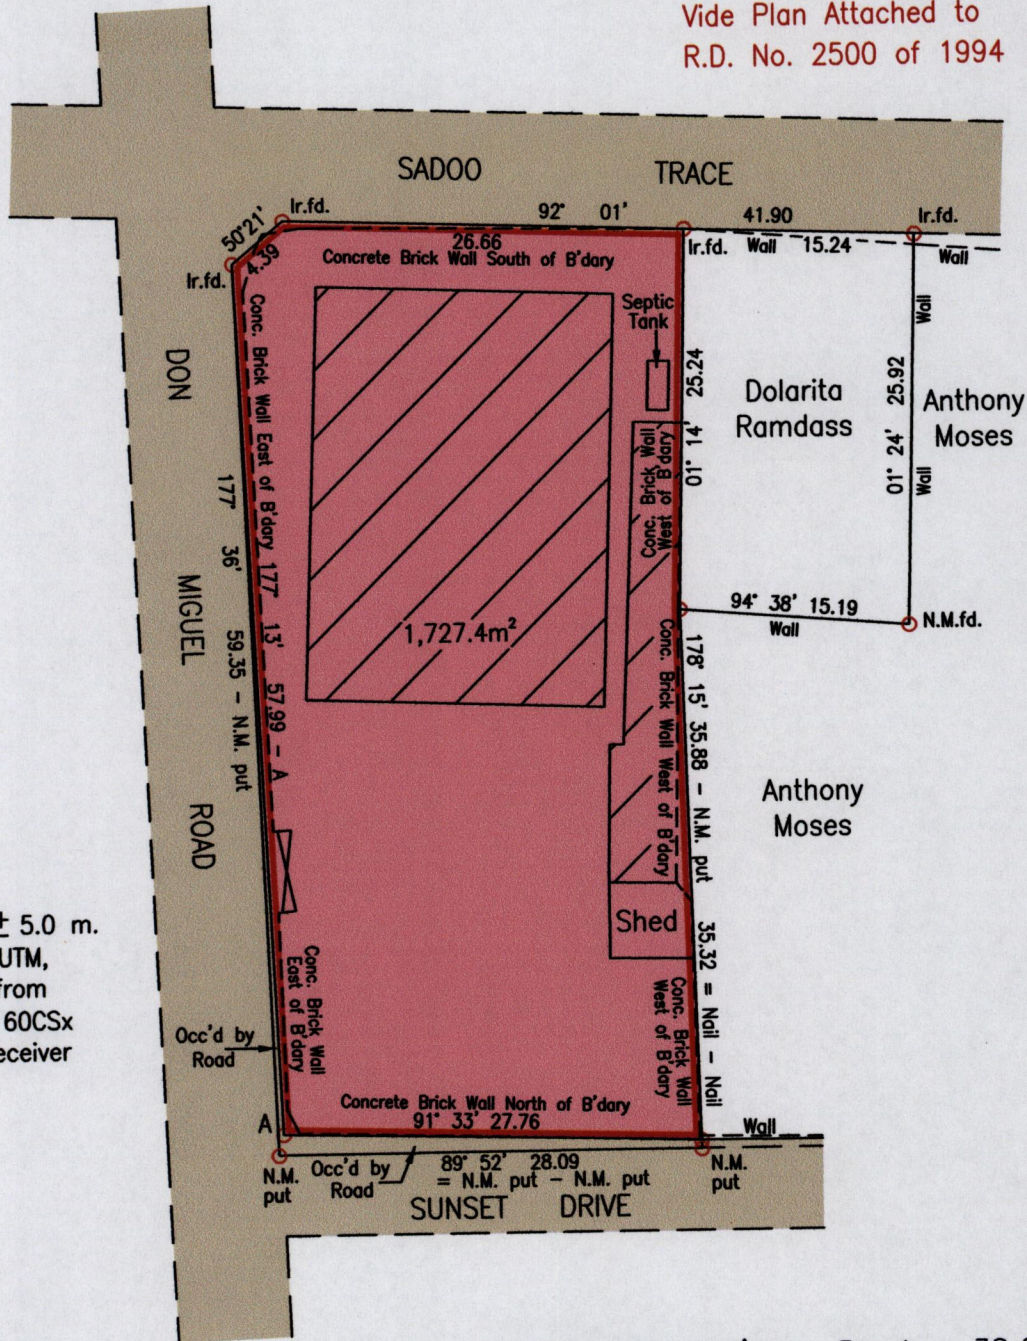 Vide Plan Attached to
R.D. No. 2500 of 1994
SADOO TRACE
Ir.fd.
50°21'
4.39
Ir.fd.
92° 01' 41.90
26.66
Concrete Brick Wall South of B'dary
Ir.fd.
Wall 15.24
Ir.fd.
Wall
Septic
Tank
Wall
Conc. Brick Wall East of B'dary
177° 13' 57.99 - A
177° 36' 59.35 - N.M. put
DON MIGUEL ROAD
01° 14' 25.24
Conc. Brick Wall
West of B'dary
Dolarita
Ramdass
01° 24' 25.92
Wall
Anthony
Moses
1,727.4m²
94° 38' 15.19
Wall
N.M.fd.
178° 15' 35.88 - N.M. put
Conc. Brick Wall West of B'dary
Anthony
Moses
± 5.0 m.
UTM,
from
60CSx
eceiver
Shed
35.32 = Nail - Nail
Conc. Brick Wall
West of B'dary
Conc. Brick Wall
East of B'dary
Occ'd by
Road
Concrete Brick Wall North of B'dary
91° 33' 27.76
A
Wall
N.M.
put
Occ'd by
Road
89° 52' 28.09
= N.M. put - N.M. put
N.M.
put
SUNSET DRIVE